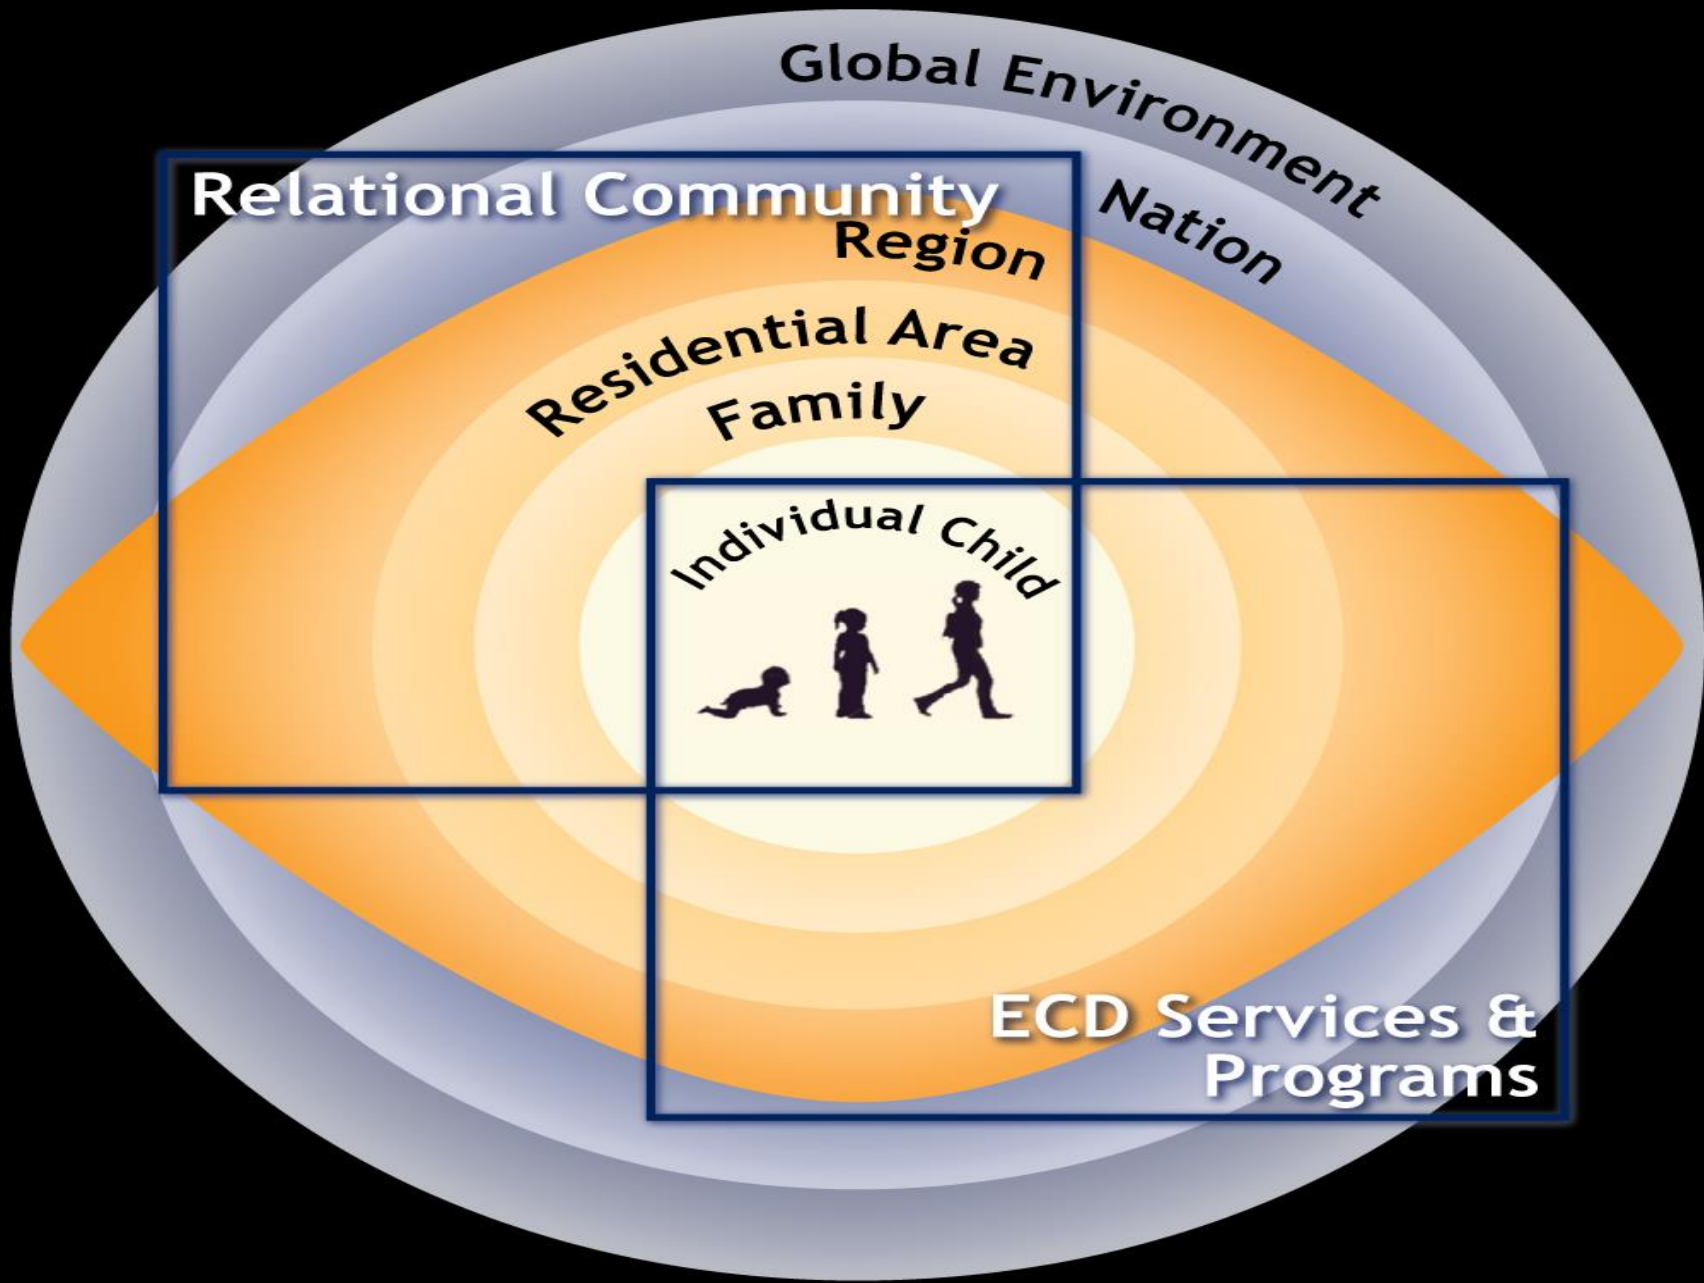 Global Environment
Nation
Relational Community
Region
Residential Area
Family
Individual Child
ECD Services &
Programs